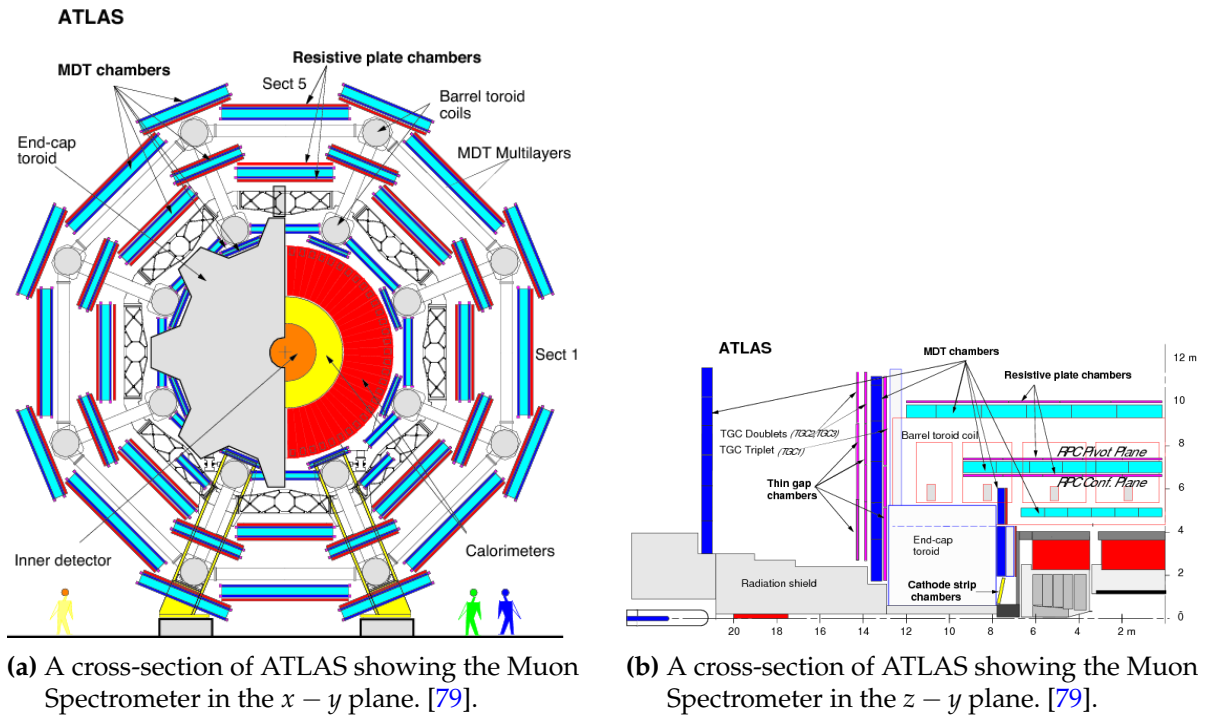 ATLAS
Resistive plate chambers
MDT chambers
Sect 5
Barrel toroid
coils
End-cap
toroid
MDT Multilayers
Sect 1
Inner detector
Calorimeters
(a) A cross-section of ATLAS showing the Muon
Spectrometer in the x − y plane. [79].
ATLAS
MDT chambers
12 m
Resistive plate chambers
10
TGC Doublets (TGC2,TGC3)
TGC Triplet (TGC1)
Barrel toroid coil
8
RPC Pivot Plane
Thin gap
chambers
RPC Conf. Plane
6
End-cap
toroid
4
Radiation shield
Cathode strip
chambers
2
0
20 18 16 14 12 10 8 6 4 2 m
(b) A cross-section of ATLAS showing the Muon
Spectrometer in the z − y plane. [79].